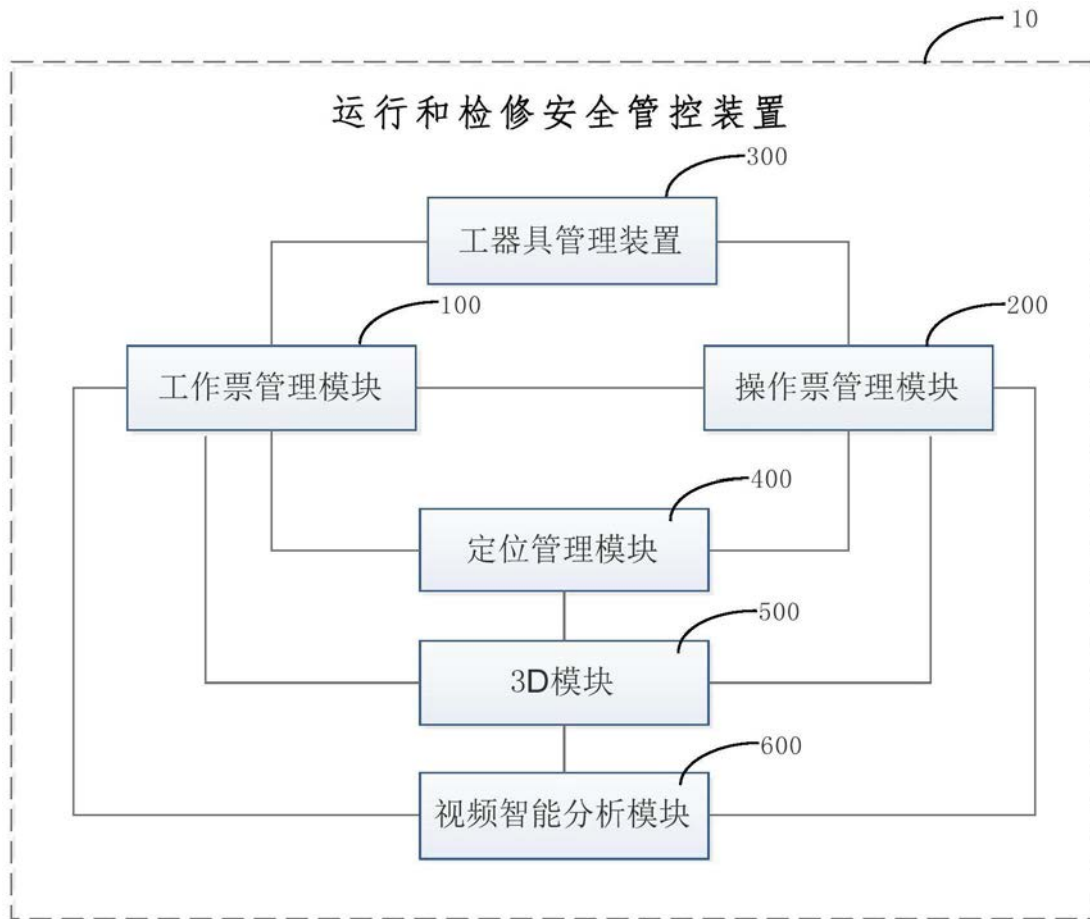 10
运行和检修安全管控装置
300
工器具管理装置
100
200
工作票管理模块
操作票管理模块
400
定位管理模块
500
3D模块
600
视频智能分析模块